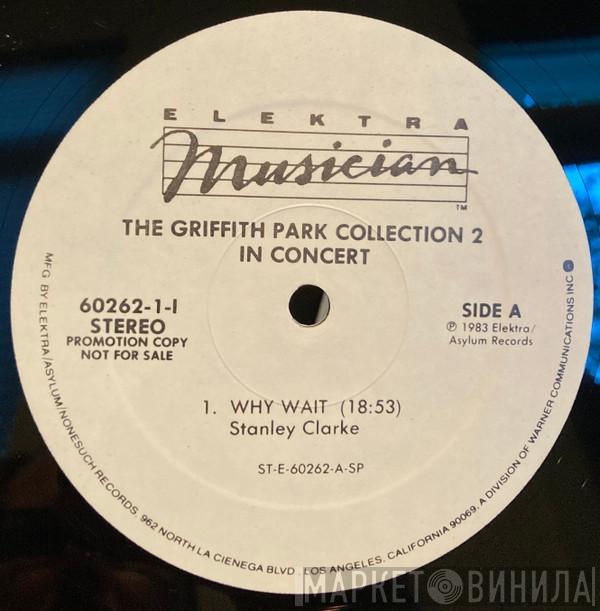 ELEKTRA
Musician
TM
THE GRIFFITH PARK COLLECTION 2
IN CONCERT
60262-1-I
STEREO
PROMOTION COPY
NOT FOR SALE
SIDE A
℗ 1983 Elektra/
Asylum Records
1. WHY WAIT (18:53)
Stanley Clarke
ST-E-60262-A-SP
MFG. BY ELEKTRA/ASYLUM/NONESUCH RECORDS, 962 NORTH LA CIENEGA BLVD., LOS ANGELES, CALIFORNIA 90069, A DIVISION OF WARNER COMMUNICATIONS INC.
МАРКЕТ ВИНИЛА